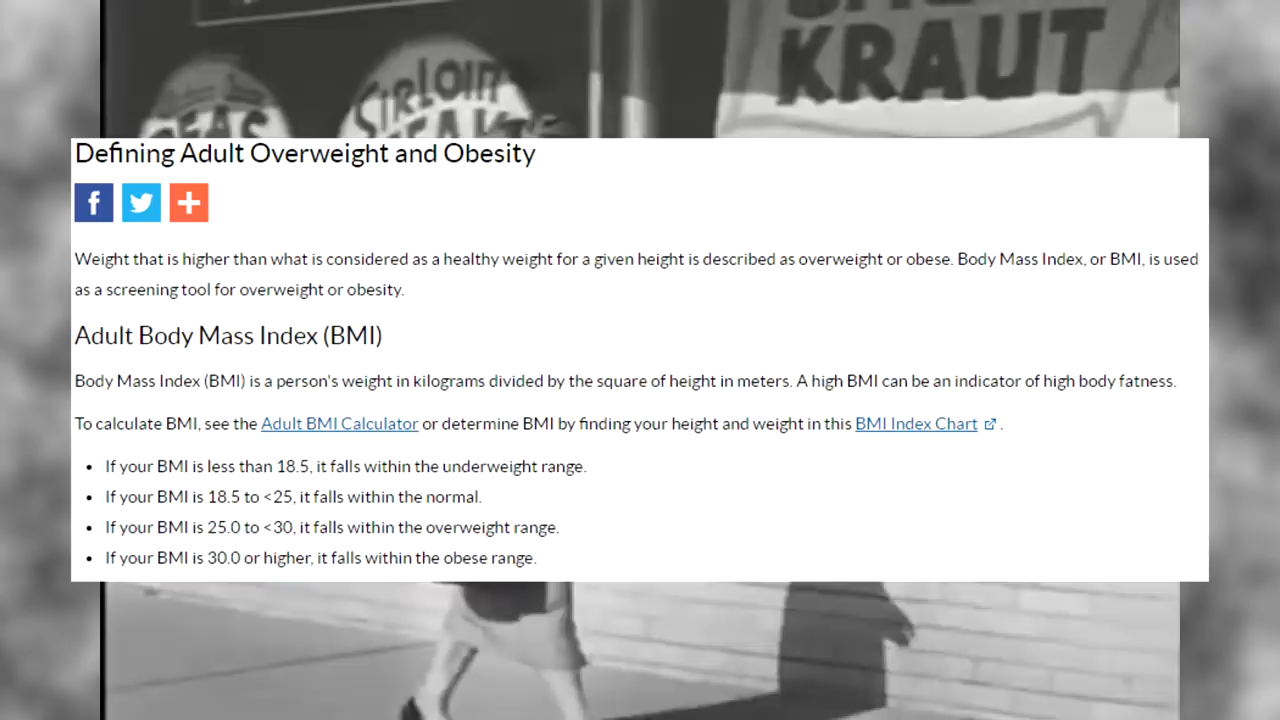 KRAUT
SIRLOIN
Defining Adult Overweight and Obesity
f
Weight that is higher than what is considered as a healthy weight for a given height is described as overweight or obese. Body Mass Index, or BMI, is used
as a screening tool for overweight or obesity.
Adult Body Mass Index (BMI)
Body Mass Index (BMI) is a person's weight in kilograms divided by the square of height in meters. A high BMI can be an indicator of high body fatness.
To calculate BMI, see the Adult BMI Calculator or determine BMI by finding your height and weight in this BMI Index Chart .
• If your BMI is less than 18.5, it falls within the underweight range.
• If your BMI is 18.5 to <25, it falls within the normal.
• If your BMI is 25.0 to <30, it falls within the overweight range.
• If your BMI is 30.0 or higher, it falls within the obese range.